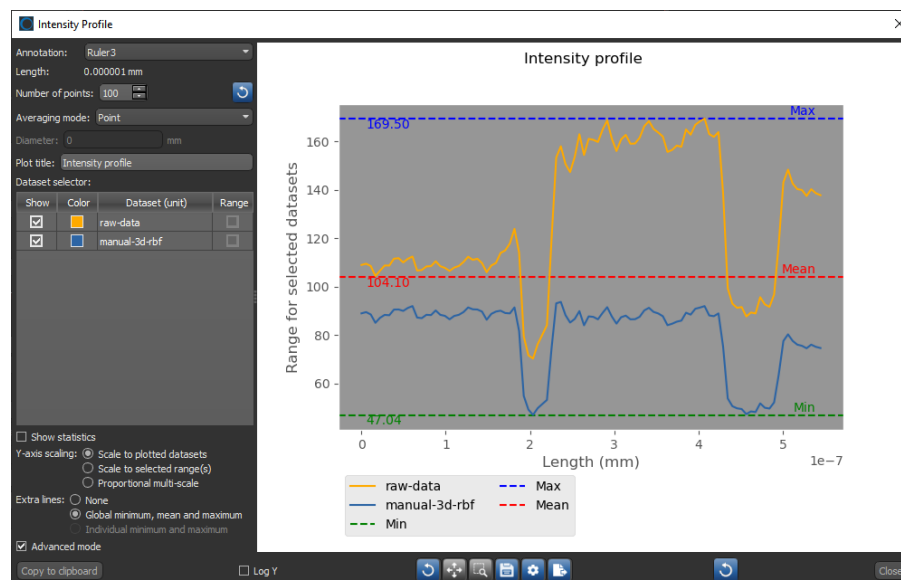 Intensity Profile
Annotation: Ruler3
Length: 0.000001 mm
Number of points: 100
Averaging mode: Point
Diameter: 0 mm
Plot title: Intensity profile
Dataset selector:
Show Color Dataset (unit) Range
raw-data
manual-3d-rbf
Show statistics
Y-axis scaling: Scale to plotted datasets
Scale to selected range(s)
Proportional multi-scale
Extra lines: None
Global minimum, mean and maximum
Individual minimum and maximum
Advanced mode
Copy to clipboard
Log Y
Close
Intensity profile
Range for selected datasets
160
140
120
100
80
60
169.50
Max
104.10
Mean
47.04
Min
0 1 2 3 4 5
Length (mm)
1e-7
raw-data
manual-3d-rbf
Min
Max
Mean